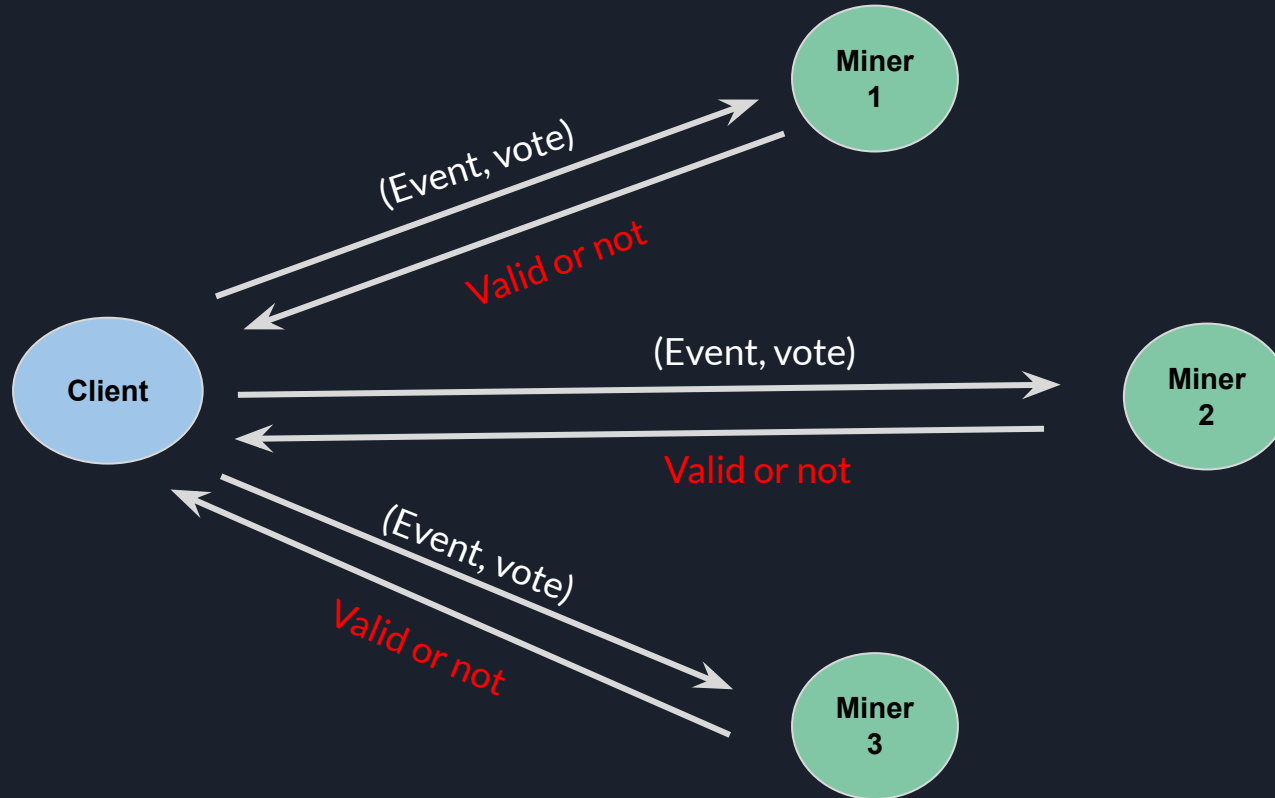 Miner
1
(Event, vote)
Valid or not
Client
(Event, vote)
Miner
2
Valid or not
(Event, vote)
Valid or not
Miner
3